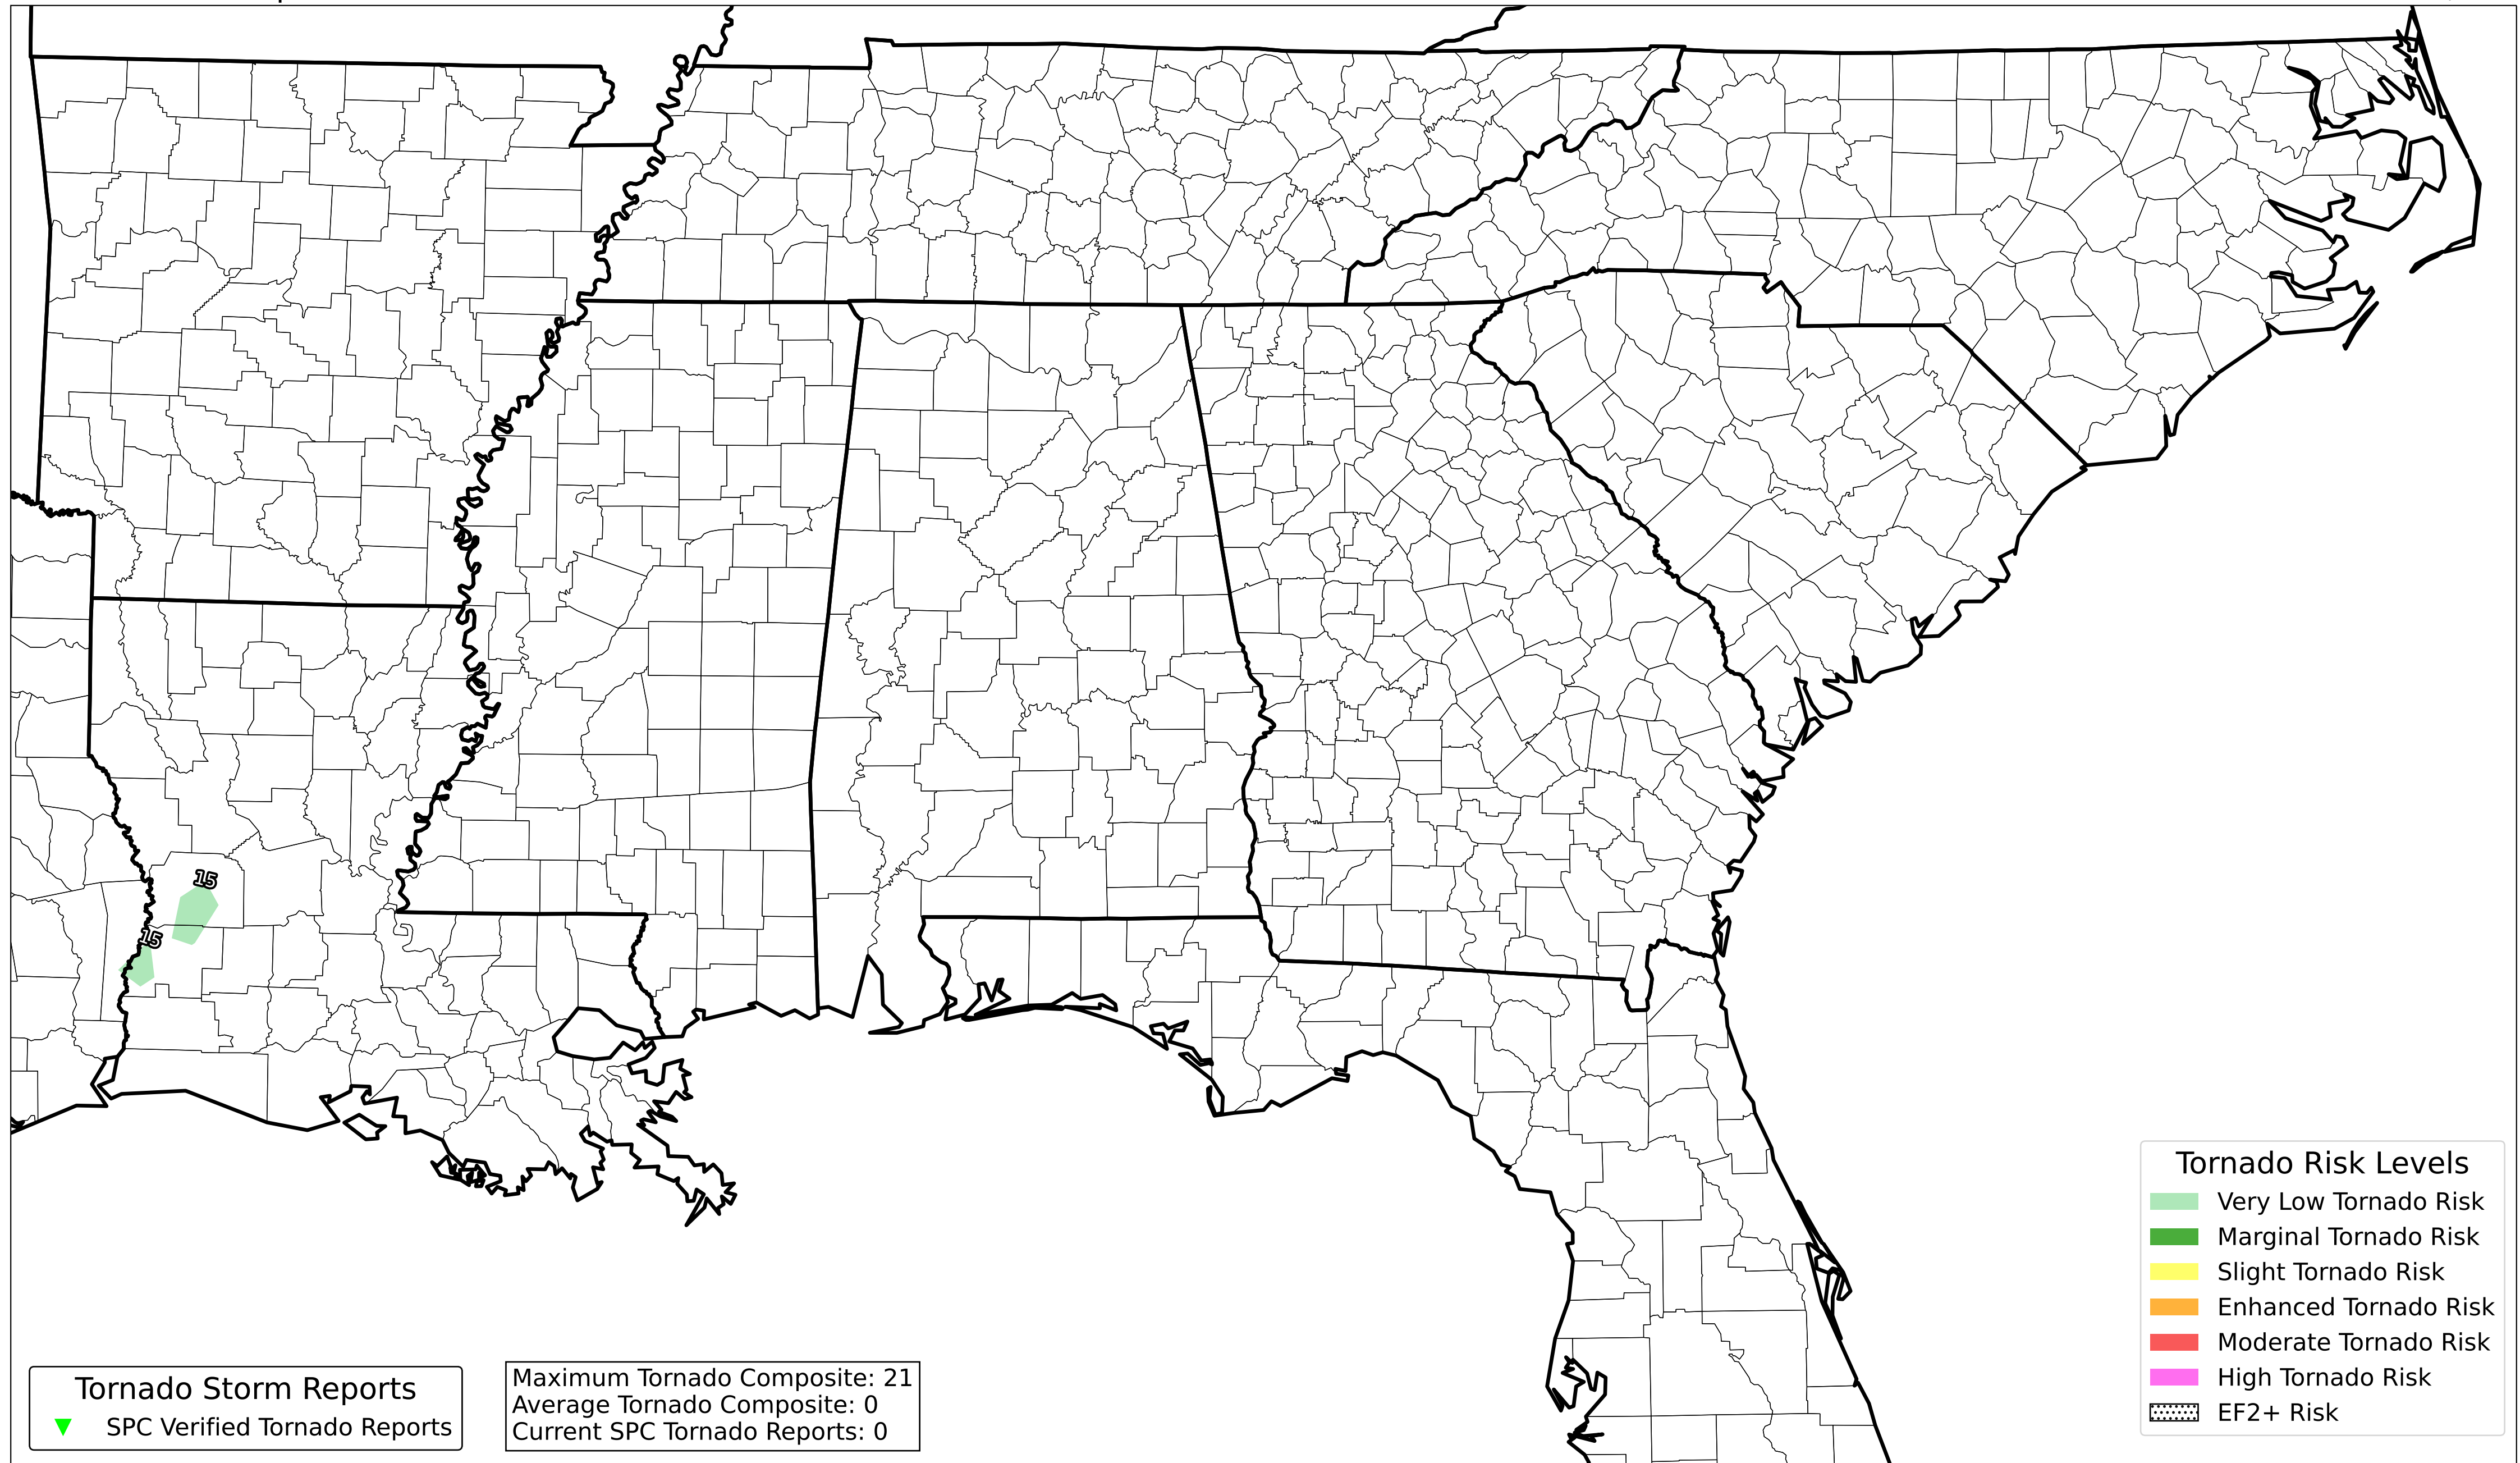 15
15
Tornado Risk Levels
Very Low Tornado Risk
Marginal Tornado Risk
Slight Tornado Risk
Enhanced Tornado Risk
Moderate Tornado Risk
High Tornado Risk
EF2+ Risk
Tornado Storm Reports
SPC Verified Tornado Reports
Maximum Tornado Composite: 21
Average Tornado Composite: 0
Current SPC Tornado Reports: 0